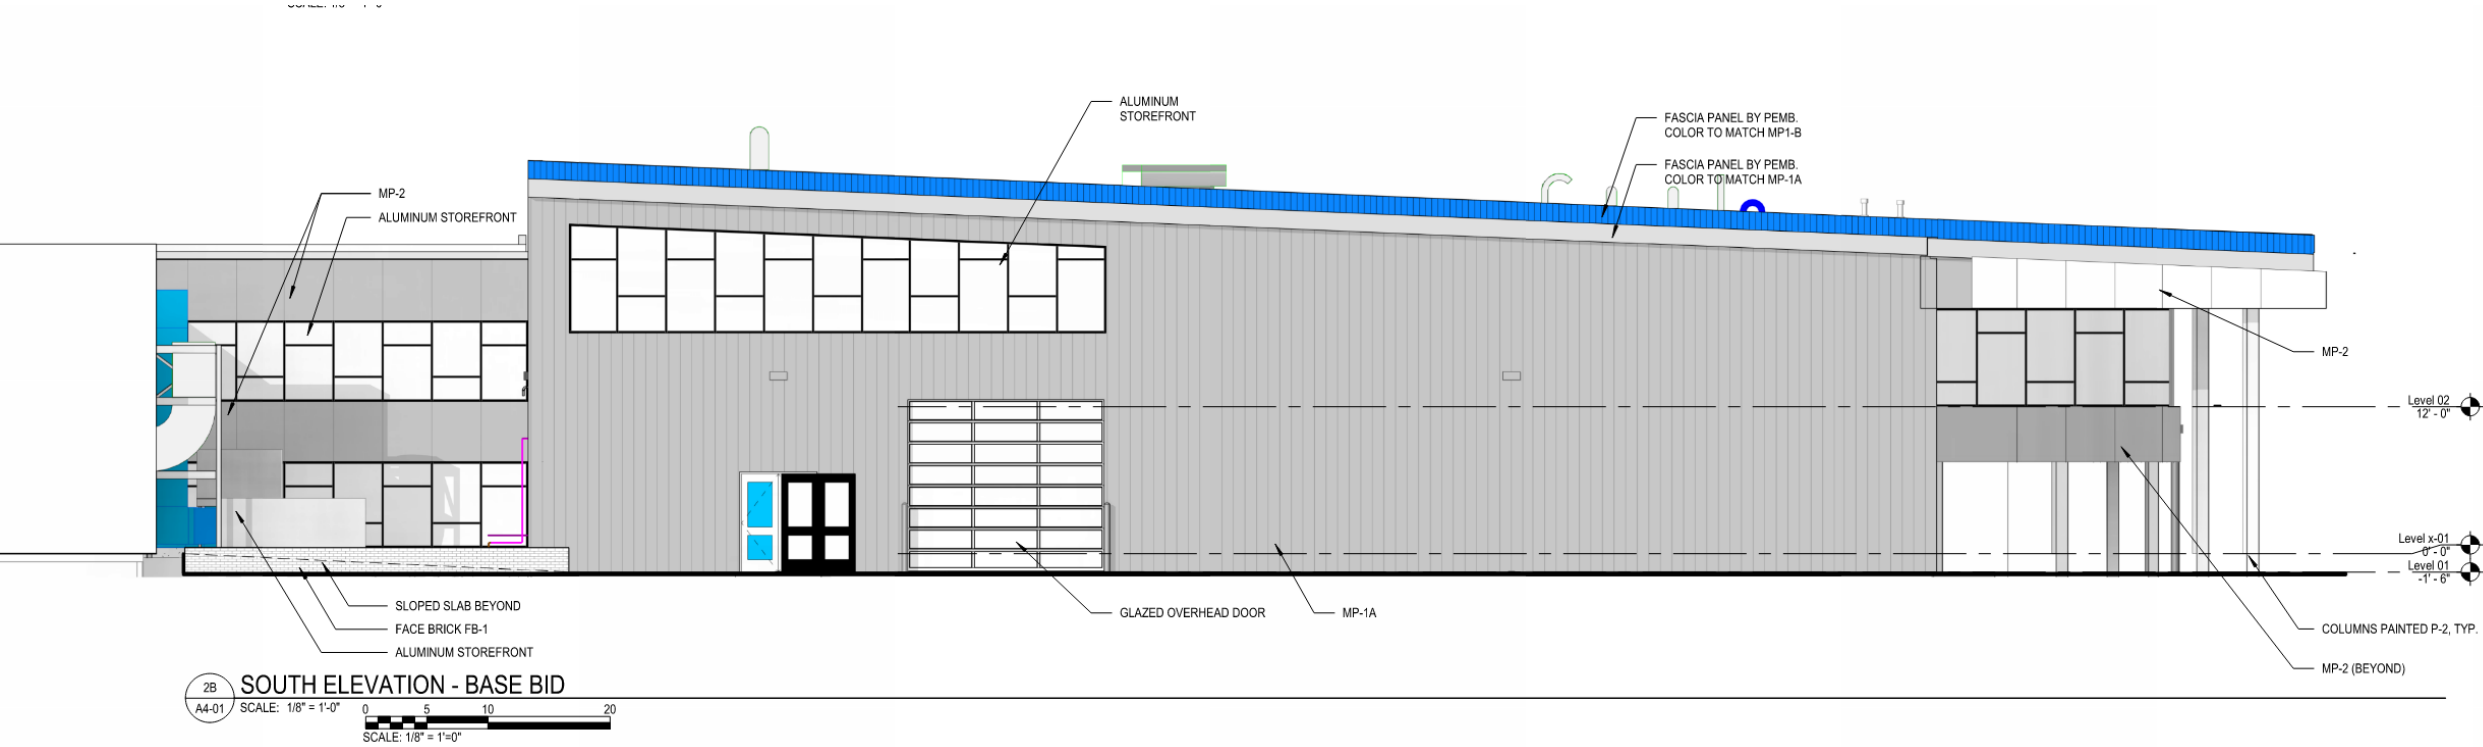 ALUMINUM
STOREFRONT
FASCIA PANEL BY PEMB.
COLOR TO MATCH MP1-B
FASCIA PANEL BY PEMB.
COLOR TO MATCH MP-1A
MP-2
ALUMINUM STOREFRONT
MP-2
Level 02
12' - 0"
Level x-01
0' - 0"
Level 01
-1' - 6"
SLOPED SLAB BEYOND
FACE BRICK FB-1
ALUMINUM STOREFRONT
GLAZED OVERHEAD DOOR
MP-1A
COLUMNS PAINTED P-2, TYP.
MP-2 (BEYOND)
2B
A4-01
SOUTH ELEVATION - BASE BID
SCALE: 1/8" = 1'-0"
0 5 10 20
SCALE: 1/8" = 1'=0"